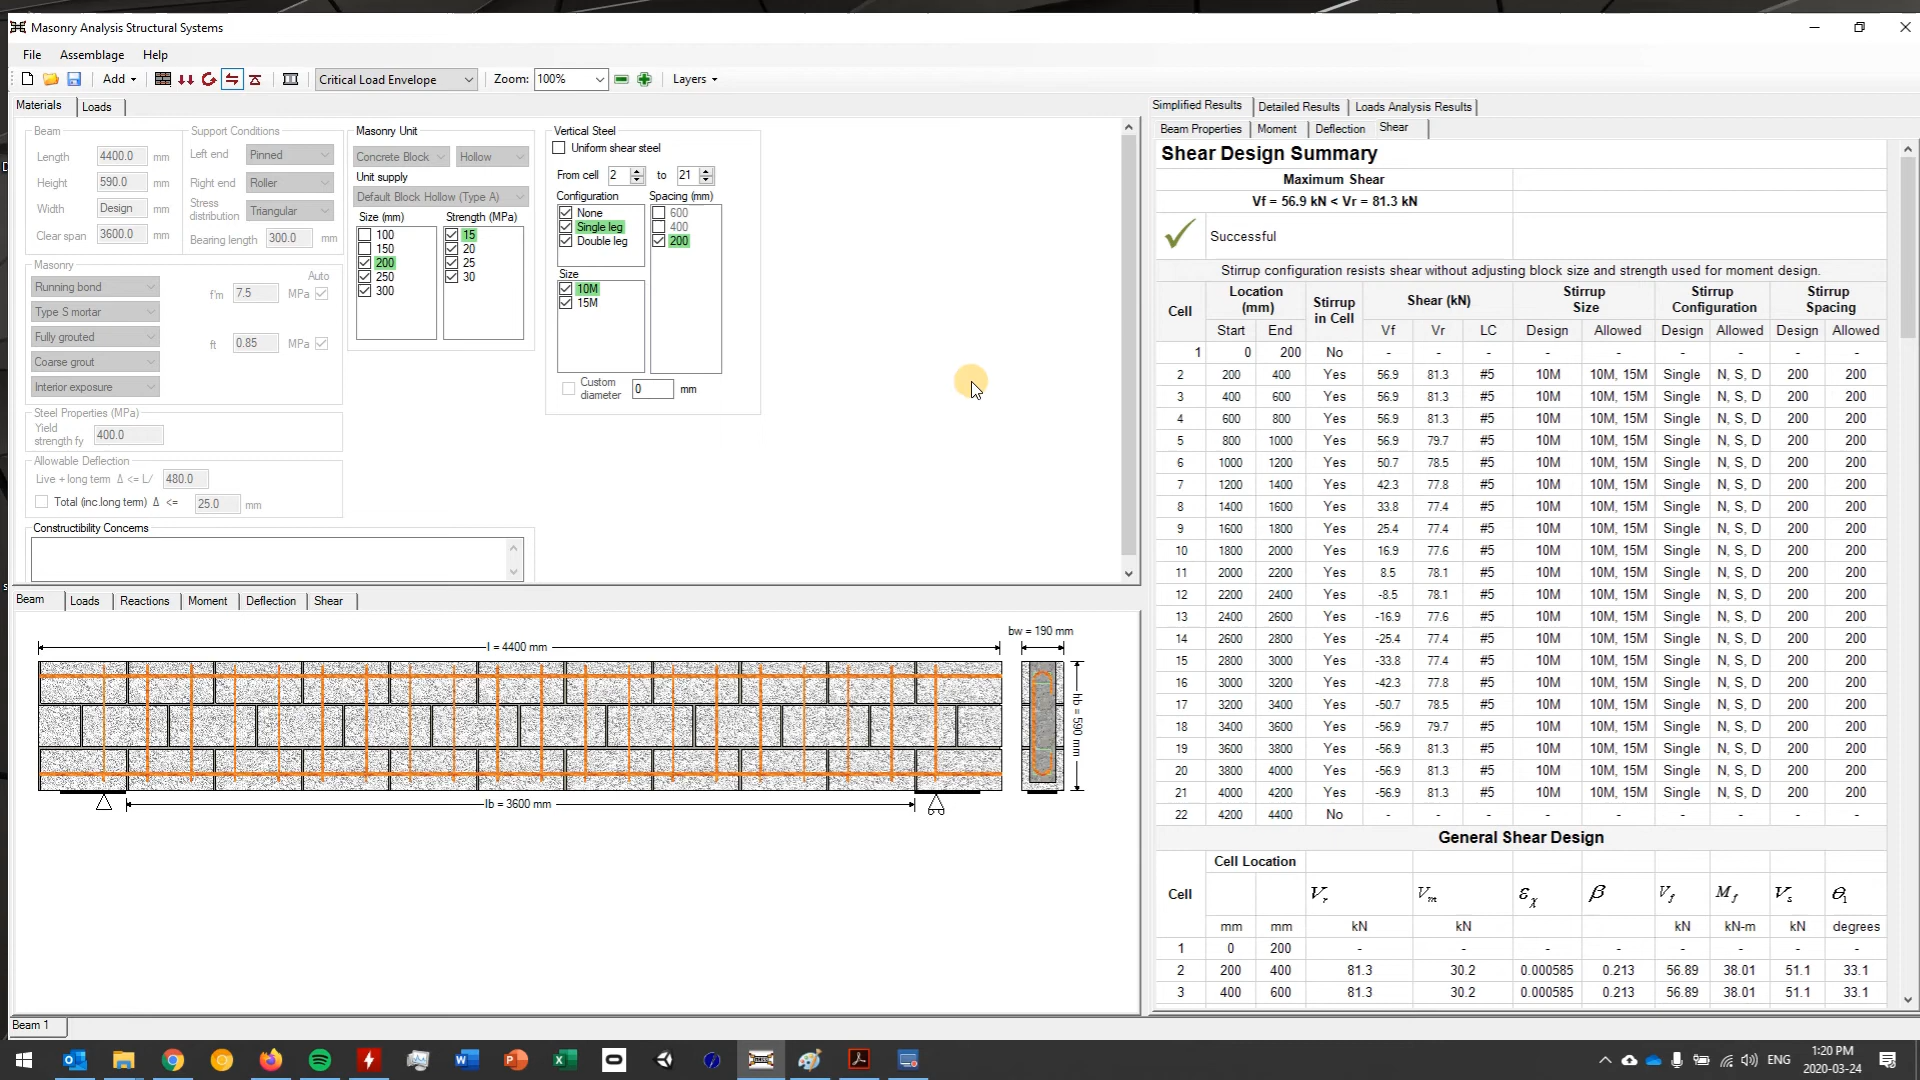 Masonry Analysis Structural Systems
File Assemblage Help
Add Critical Load Envelope Zoom: 100% Layers
Materials Loads
Beam
Length 4400.0 mm
Height 590.0 mm
Width Design mm
Clear span 3600.0 mm
Support Conditions
Left end Pinned
Right end Roller
Stress distribution Triangular
Bearing length 300.0 mm
Masonry
Auto
Running bond
f'm 7.5 MPa
Type S mortar
Fully grouted
ft 0.85 MPa
Coarse grout
Interior exposure
Steel Properties (MPa)
Yield strength fy 400.0
Allowable Deflection
Live + long term Δ <= L/ 480.0
Total (inc.long term) Δ <= 25.0 mm
Constructibility Concerns
Masonry Unit
Concrete Block Hollow
Unit supply
Default Block Hollow (Type A)
Size (mm) Strength (MPa)
100 15
150 20
200 25
250 30
300
Vertical Steel
Uniform shear steel
From cell 2 to 21
Configuration Spacing (mm)
None 600
Single leg 400
Double leg 200
Size
10M
15M
Custom diameter 0 mm
Beam Loads Reactions Moment Deflection Shear
l = 4400 mm
bw = 190 mm
hb = 590 mm
lb = 3600 mm
Beam 1
Simplified Results Detailed Results Loads Analysis Results
Beam Properties Moment Deflection Shear
Shear Design Summary
Maximum Shear
Vf = 56.9 kN < Vr = 81.3 kN
Successful
Stirrup configuration resists shear without adjusting block size and strength used for moment design.
Cell Location (mm) Stirrup in Cell Shear (kN) Stirrup Size Stirrup Configuration Stirrup Spacing
Start End Vf Vr LC Design Allowed Design Allowed Design Allowed
1 0 200 No - - - - - - - - -
2 200 400 Yes 56.9 81.3 #5 10M 10M, 15M Single N, S, D 200 200
3 400 600 Yes 56.9 81.3 #5 10M 10M, 15M Single N, S, D 200 200
4 600 800 Yes 56.9 81.3 #5 10M 10M, 15M Single N, S, D 200 200
5 800 1000 Yes 56.9 79.7 #5 10M 10M, 15M Single N, S, D 200 200
6 1000 1200 Yes 50.7 78.5 #5 10M 10M, 15M Single N, S, D 200 200
7 1200 1400 Yes 42.3 77.8 #5 10M 10M, 15M Single N, S, D 200 200
8 1400 1600 Yes 33.8 77.4 #5 10M 10M, 15M Single N, S, D 200 200
9 1600 1800 Yes 25.4 77.4 #5 10M 10M, 15M Single N, S, D 200 200
10 1800 2000 Yes 16.9 77.6 #5 10M 10M, 15M Single N, S, D 200 200
11 2000 2200 Yes 8.5 78.1 #5 10M 10M, 15M Single N, S, D 200 200
12 2200 2400 Yes -8.5 78.1 #5 10M 10M, 15M Single N, S, D 200 200
13 2400 2600 Yes -16.9 77.6 #5 10M 10M, 15M Single N, S, D 200 200
14 2600 2800 Yes -25.4 77.4 #5 10M 10M, 15M Single N, S, D 200 200
15 2800 3000 Yes -33.8 77.4 #5 10M 10M, 15M Single N, S, D 200 200
16 3000 3200 Yes -42.3 77.8 #5 10M 10M, 15M Single N, S, D 200 200
17 3200 3400 Yes -50.7 78.5 #5 10M 10M, 15M Single N, S, D 200 200
18 3400 3600 Yes -56.9 79.7 #5 10M 10M, 15M Single N, S, D 200 200
19 3600 3800 Yes -56.9 81.3 #5 10M 10M, 15M Single N, S, D 200 200
20 3800 4000 Yes -56.9 81.3 #5 10M 10M, 15M Single N, S, D 200 200
21 4000 4200 Yes -56.9 81.3 #5 10M 10M, 15M Single N, S, D 200 200
22 4200 4400 No - - - - - - - - -
General Shear Design
Cell Location
Cell Vr Vm εχ β Vf Mf Vs θ1
mm mm kN kN kN kN-m kN degrees
1 0 200 - - - - - - - -
2 200 400 81.3 30.2 0.000585 0.213 56.89 38.01 51.1 33.1
3 400 600 81.3 30.2 0.000585 0.213 56.89 38.01 51.1 33.1
ENG 1:20 PM
2020-03-24